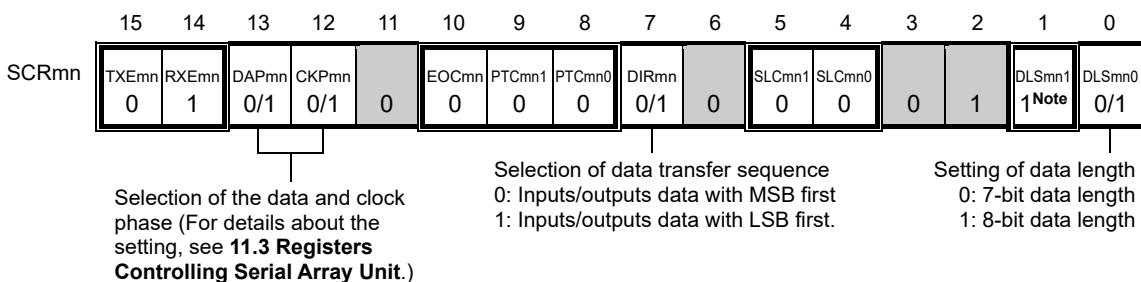 15 14 13 12 11 10 9 8 7 6 5 4 3 2 1 0
SCRmn
TXEmn RXEmn DAPmn CKPmn EOCmn PTCmn1 PTCmn0 DIRmn SLCmn1 SLCmn0 DLSmn1 DLSmn0
0 1 0/1 0/1 0 0 0 0 0/1 0 0 0 0 1 1 Note 0/1
Selection of the data and clock
phase (For details about the
setting, see 11.3 Registers
Controlling Serial Array Unit.)
Selection of data transfer sequence
0: Inputs/outputs data with MSB first
1: Inputs/outputs data with LSB first.
Setting of data length
0: 7-bit data length
1: 8-bit data length